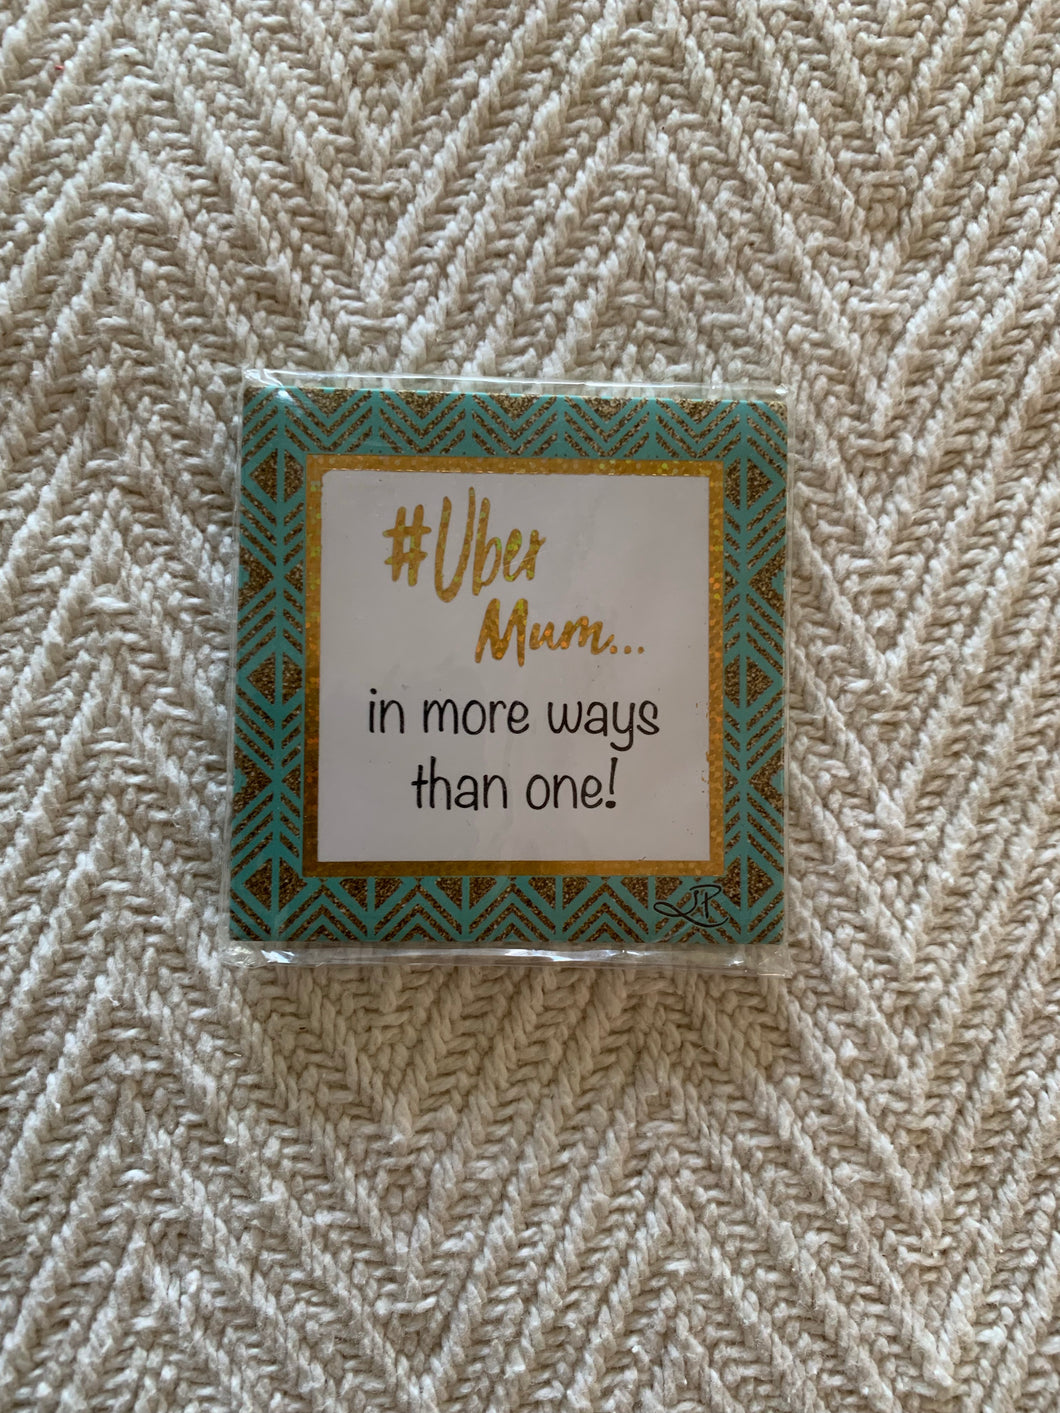 #Uber
Mum...
in more ways
than one!